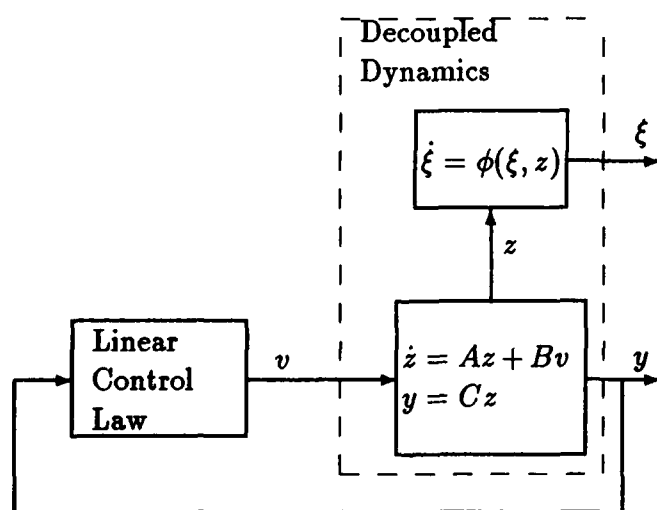 Decoupled
Dynamics
ξ
ξ̇ = ϕ(ξ, z)
z
Linear
Control
Law
v
ż = Az + Bv
y = Cz
y